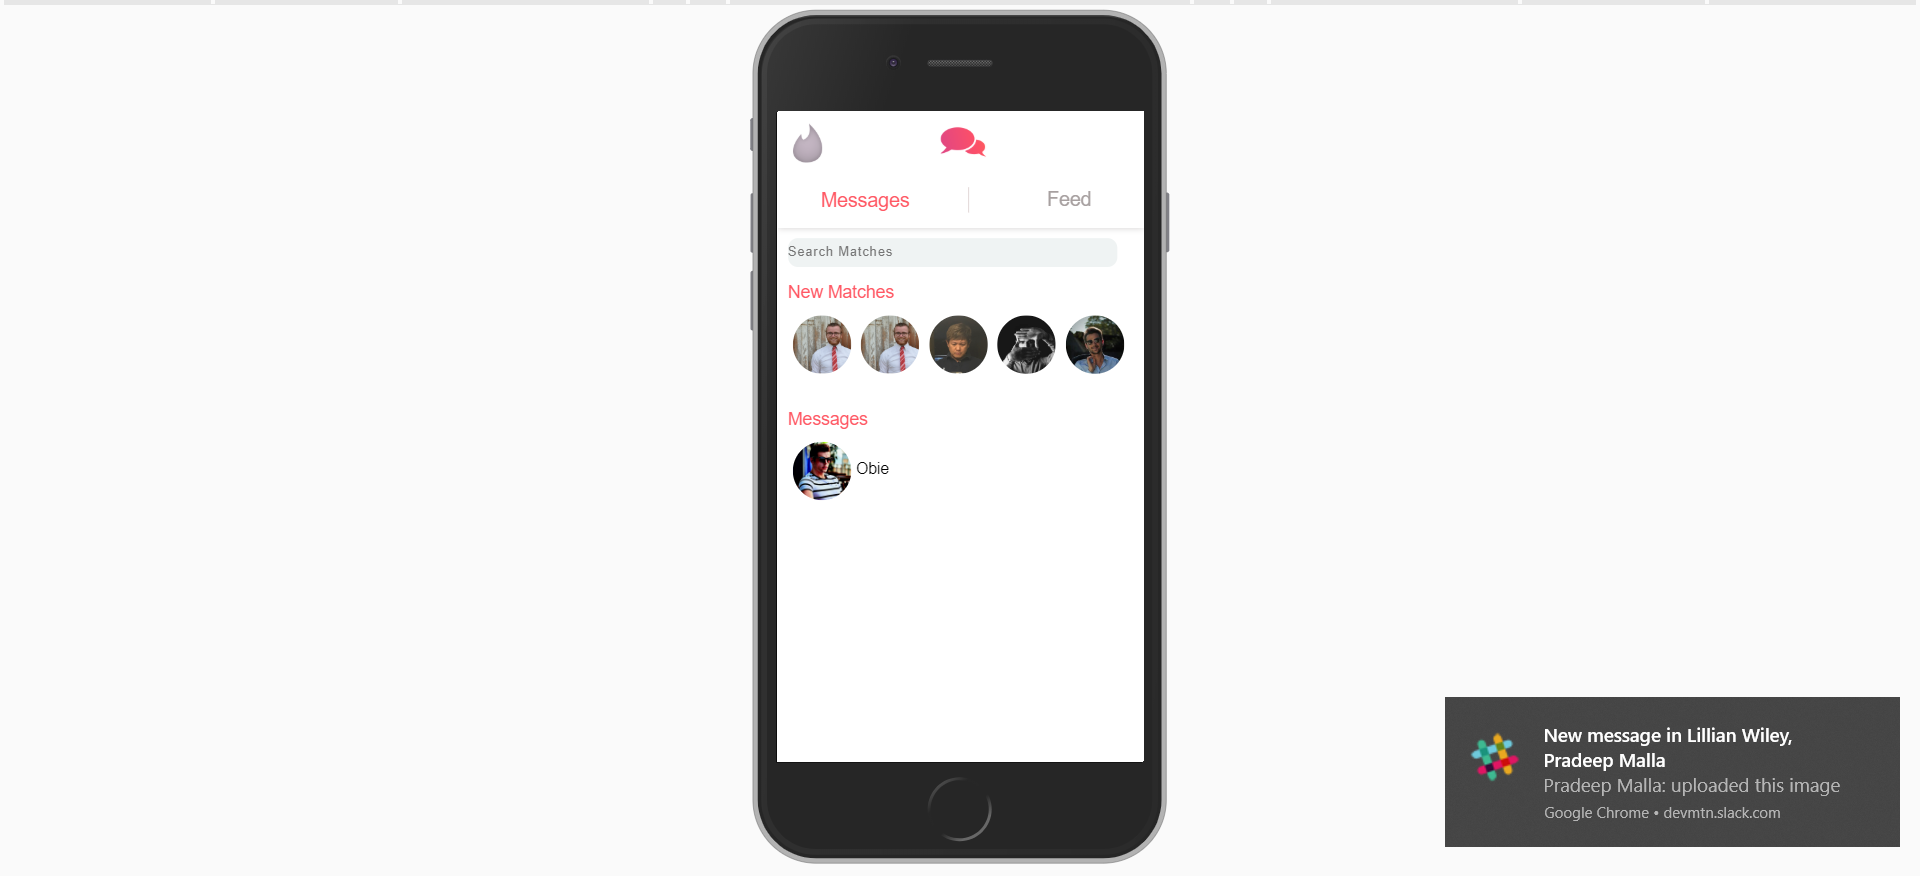 Messages
Feed
Search Matches
New Matches
Messages
Obie
New message in Lillian Wiley,
Pradeep Malla
Pradeep Malla: uploaded this image
Google Chrome • devmtn.slack.com